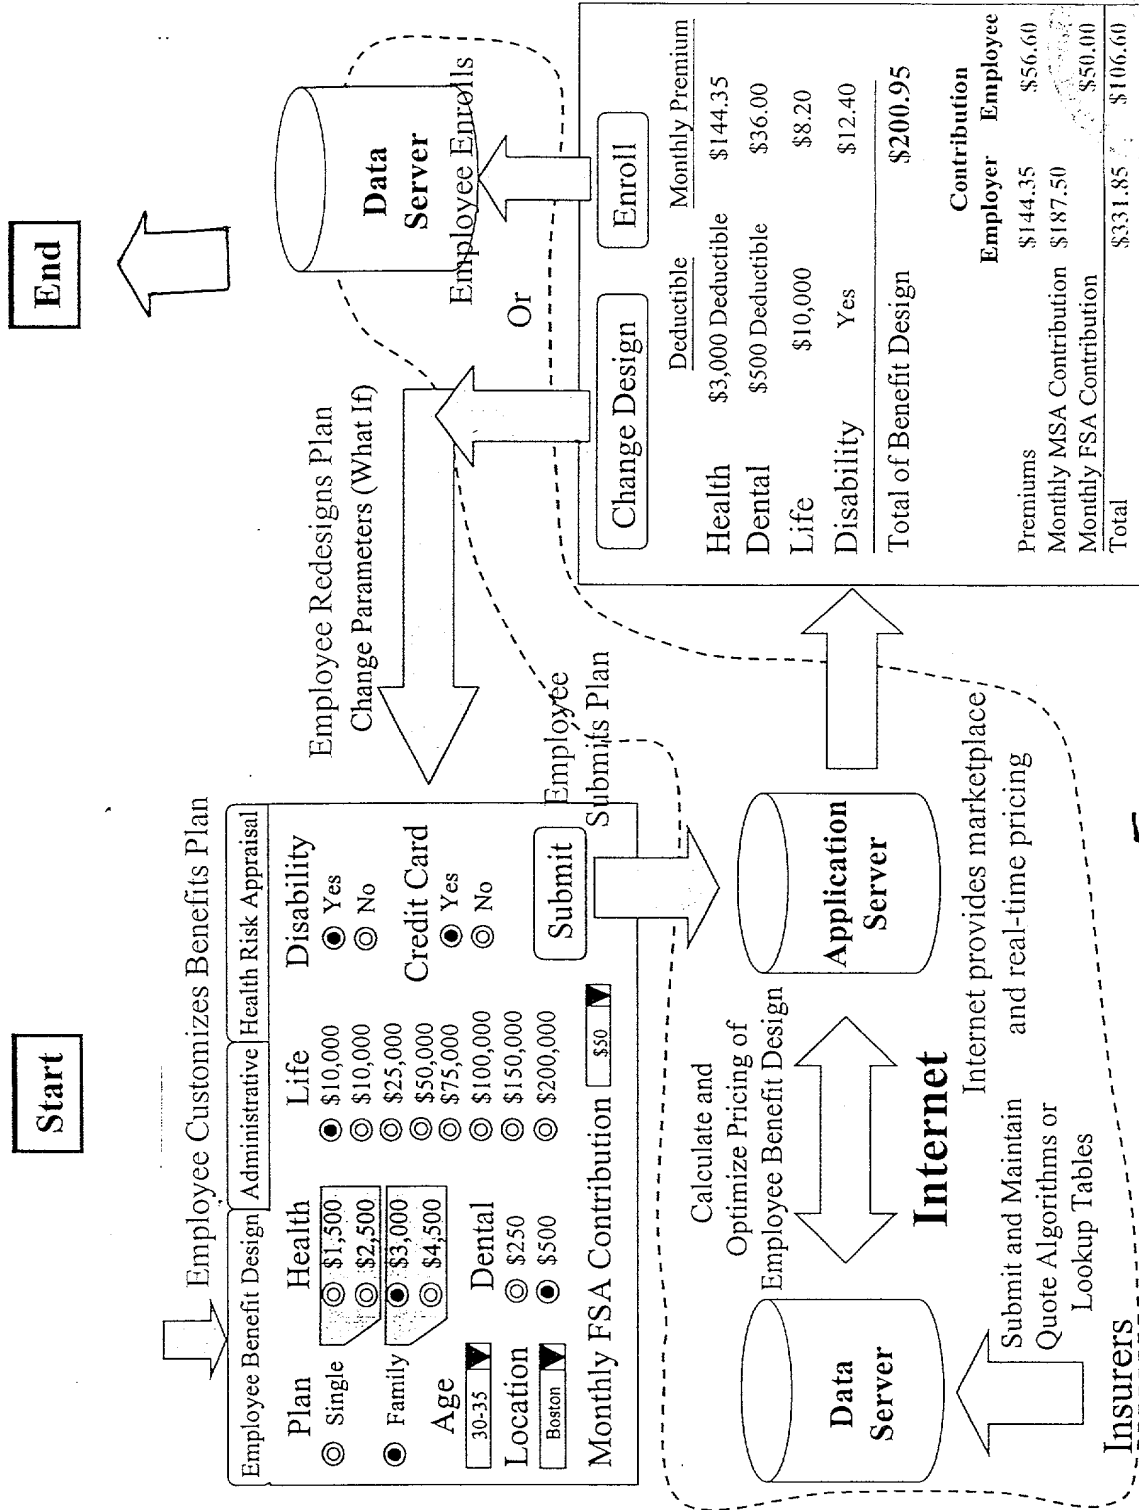 Start
End
Employee Customizes Benefits Plan
Employee Benefit Design
Administrative
Health Risk Appraisal
Plan
Single
Family
Age
30-35
Location
Boston
Health
$1,500
$2,500
$3,000
$4,500
Dental
$250
$500
Life
$10,000
$10,000
$25,000
$50,000
$75,000
$100,000
$150,000
$200,000
Disability
Yes
No
Credit Card
Yes
No
Monthly FSA Contribution
$50
Submit
Employee
Submits Plan
Employee Redesigns Plan
Change Parameters (What If)
Data
Server
Employee Enrolls
Or
Change Design
Enroll
Deductible
Monthly Premium
Health $3,000 Deductible $144.35
Dental $500 Deductible $36.00
Life $10,000 $8.20
Disability Yes $12.40
Total of Benefit Design $200.95
Contribution
Employer Employee
Premiums $144.35 $56.60
Monthly MSA Contribution $187.50
Monthly FSA Contribution $50.00
Total $331.85 $106.60
Calculate and
Optimize Pricing of
Employee Benefit Design
Data
Server
Application
Server
Internet
Internet provides marketplace
and real-time pricing
Submit and Maintain
Quote Algorithms or
Lookup Tables
Insurers